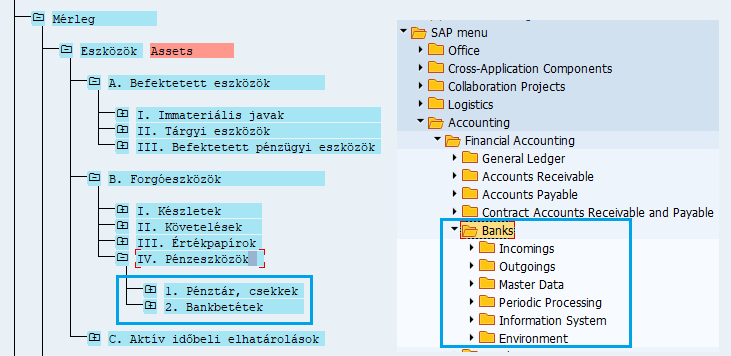 Mérleg
Eszközök Assets
A. Befektetett eszközök
I. Immateriális javak
II. Tárgyi eszközök
III. Befektetett pénzügyi eszközök
B. Forgóeszközök
I. Készletek
II. Követelések
III. Értékpapírok
IV. Pénzeszközök
1. Pénztár, csekkek
2. Bankbetétek
C. Aktív időbeli elhatárolások
SAP menu
Office
Cross-Application Components
Collaboration Projects
Logistics
Accounting
Financial Accounting
General Ledger
Accounts Receivable
Accounts Payable
Contract Accounts Receivable and Payable
Banks
Incomings
Outgoings
Master Data
Periodic Processing
Information System
Environment